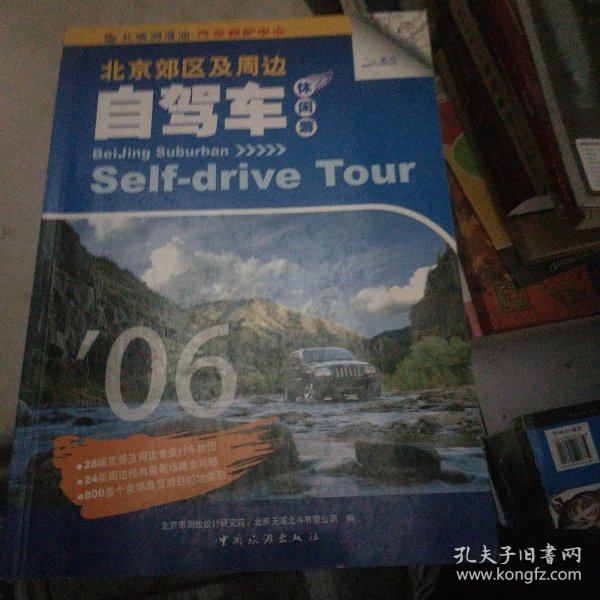 北京郊区及周边
自驾车
休闲游
BeiJing Suburban >>>>>
Self-drive Tour
'06
• 28幅京郊及周边专业行车地图
• 24条周边经典自驾线路全攻略
• 800多个京郊自驾游目的地索引
北京市测绘设计研究院/北京天域北斗有限公司 编
中国旅游出版社
孔夫子旧书网
www.kongfz.com